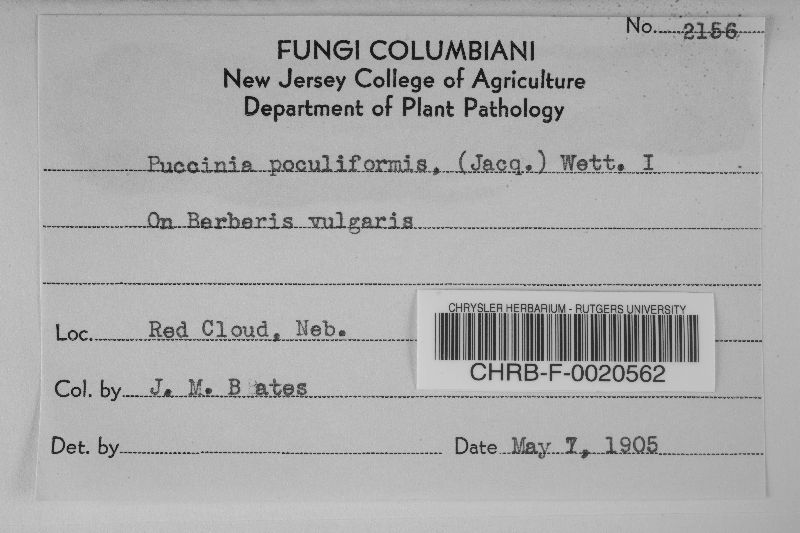 No. 2156
FUNGI COLUMBIANI
New Jersey College of Agriculture
Department of Plant Pathology
Puccinia poculiformis, (Jacq.) Wett. I
On Berberis vulgaris
Loc. Red Cloud, Neb.
CHRYSLER HERBARIUM - RUTGERS UNIVERSITY
CHRB-F-0020562
Col. by J. M. B ates
Det. by
Date May 7, 1905